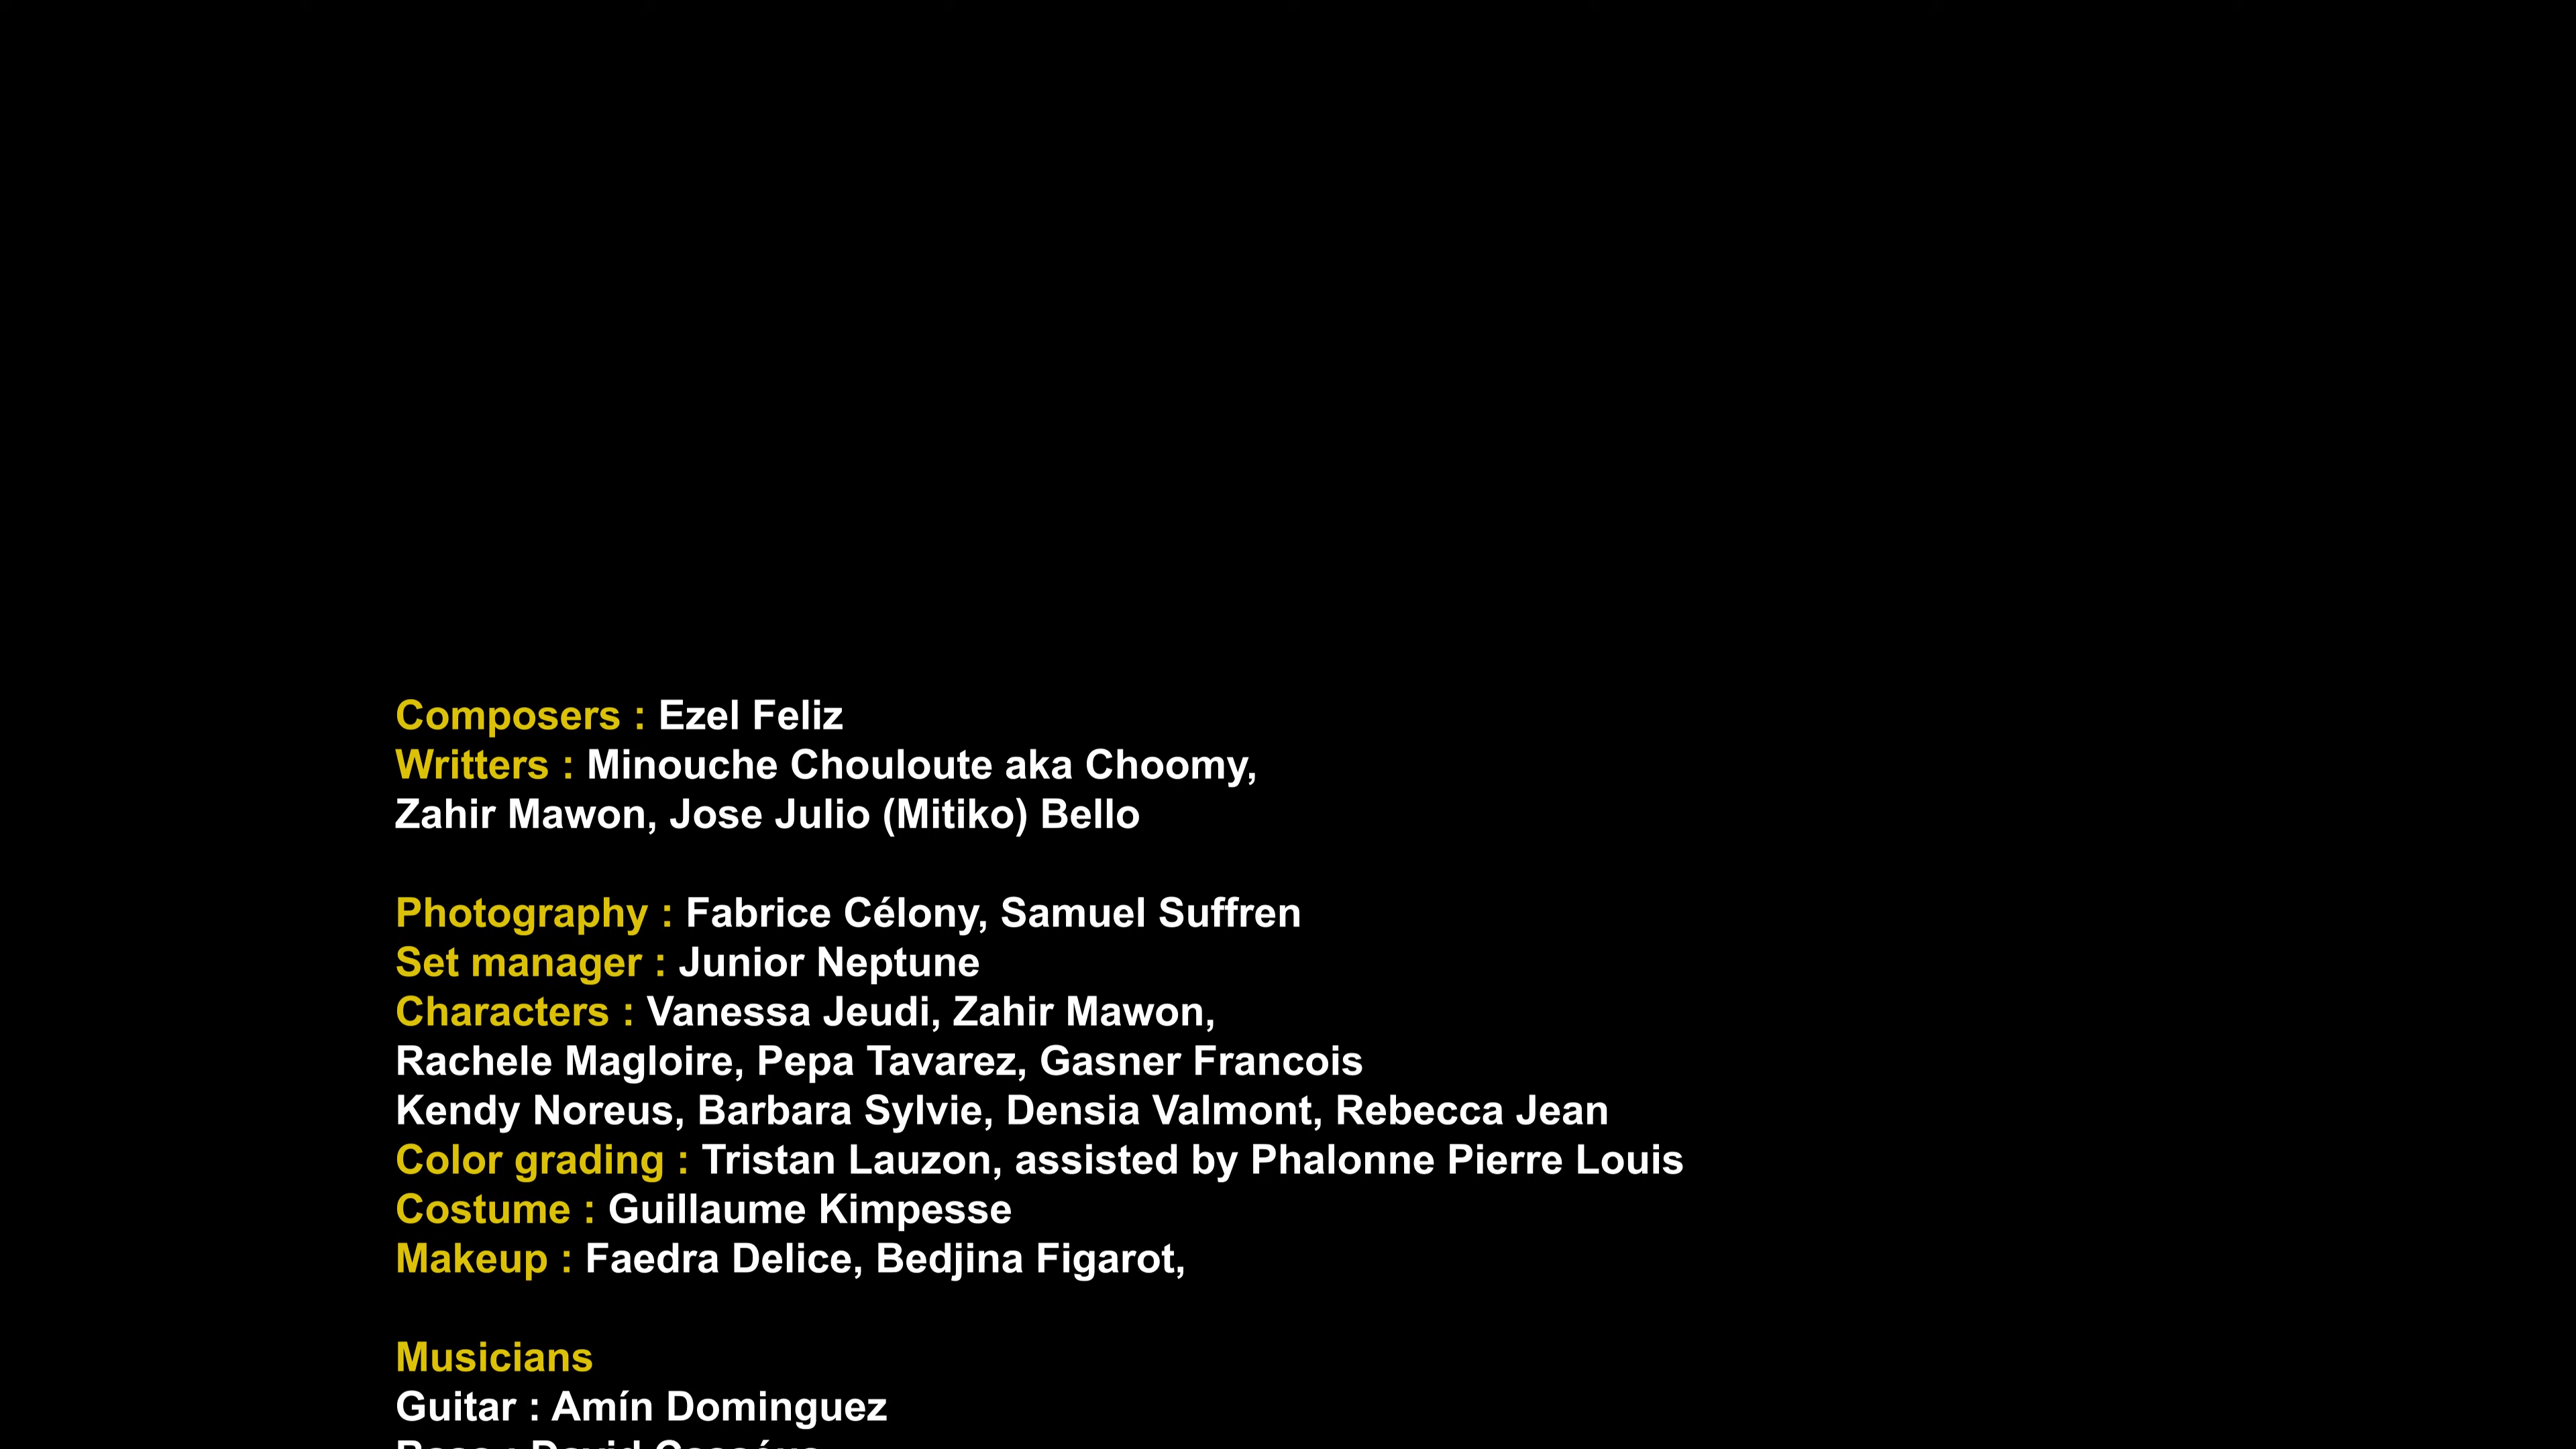 Composers : Ezel Feliz
Writters : Minouche Chouloute aka Choomy,
Zahir Mawon, Jose Julio (Mitiko) Bello
Photography : Fabrice Célony, Samuel Suffren
Set manager : Junior Neptune
Characters : Vanessa Jeudi, Zahir Mawon,
Rachele Magloire, Pepa Tavarez, Gasner Francois
Kendy Noreus, Barbara Sylvie, Densia Valmont, Rebecca Jean
Color grading : Tristan Lauzon, assisted by Phalonne Pierre Louis
Costume : Guillaume Kimpesse
Makeup : Faedra Delice, Bedjina Figarot,
Musicians
Guitar : Amín Dominguez